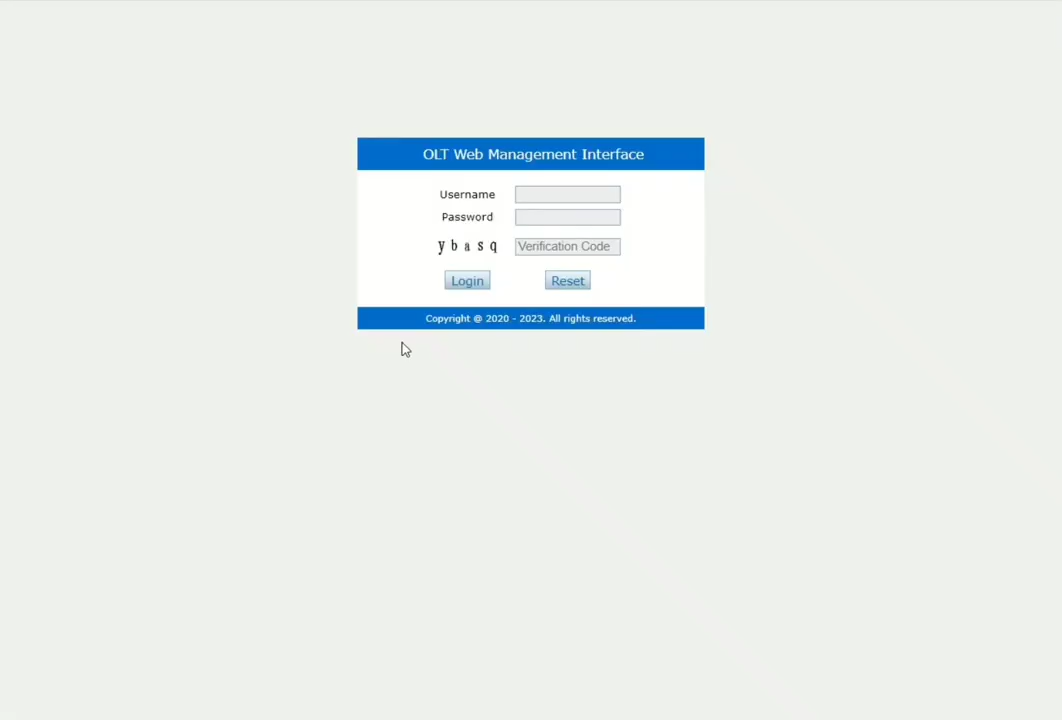 OLT Web Management Interface
Username
Password
y b a s q Verification Code
Login Reset
Copyright @ 2020 - 2023. All rights reserved.